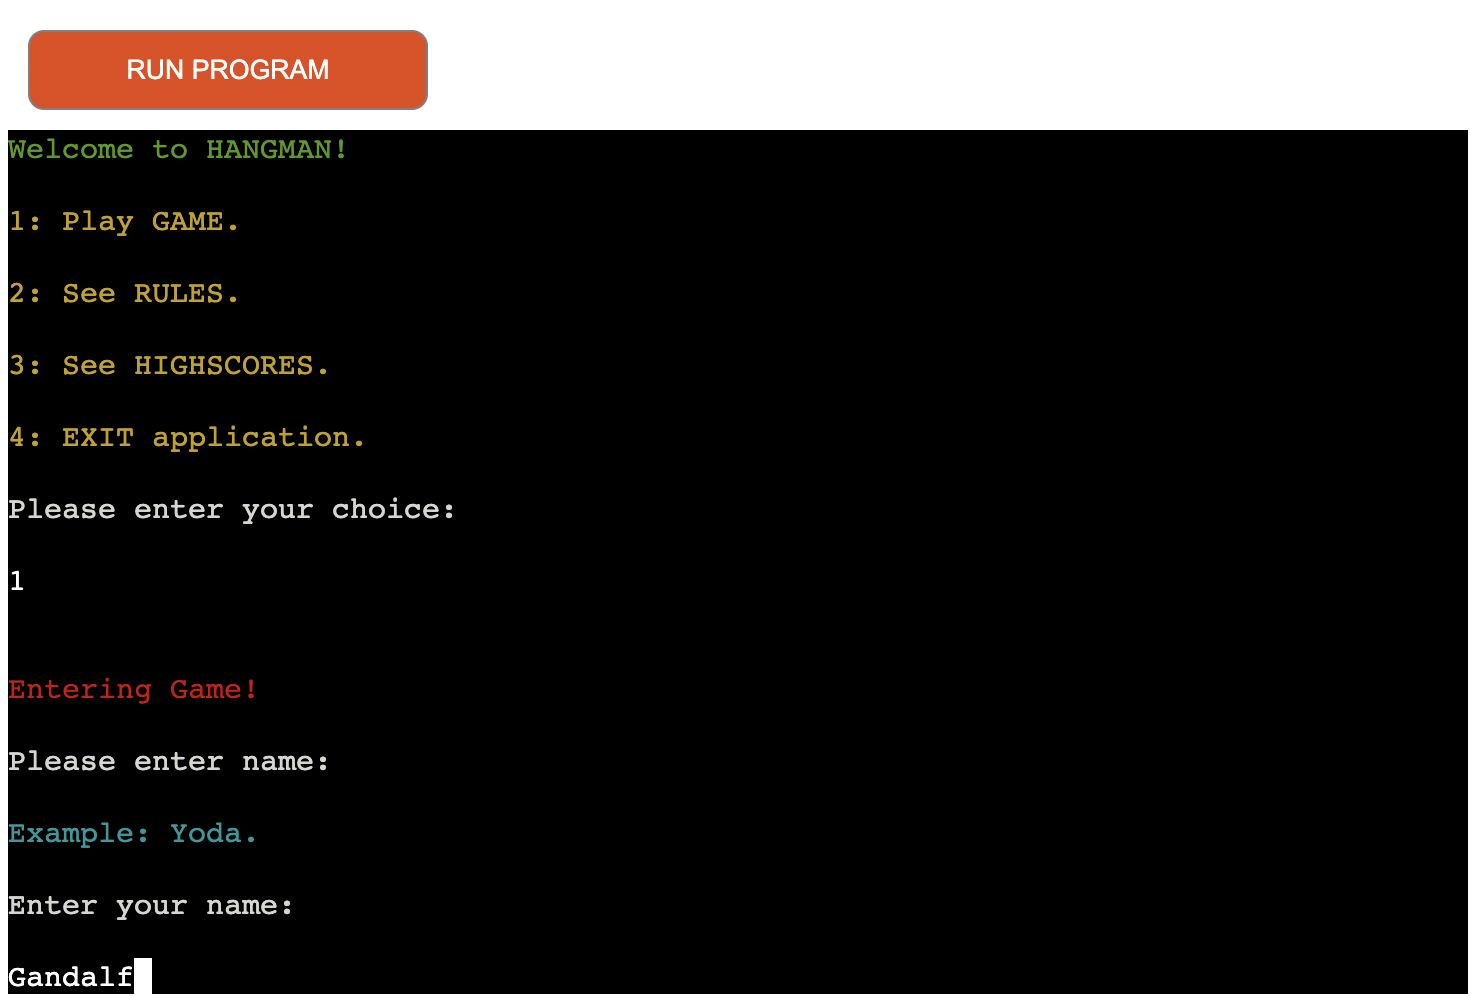 RUN PROGRAM
Welcome to HANGMAN!
1: Play GAME.
2: See RULES.
3: See HIGHSCORES.
4: EXIT application.
Please enter your choice:
1
Entering Game!
Please enter name:
Example: Yoda.
Enter your name:
Gandalf